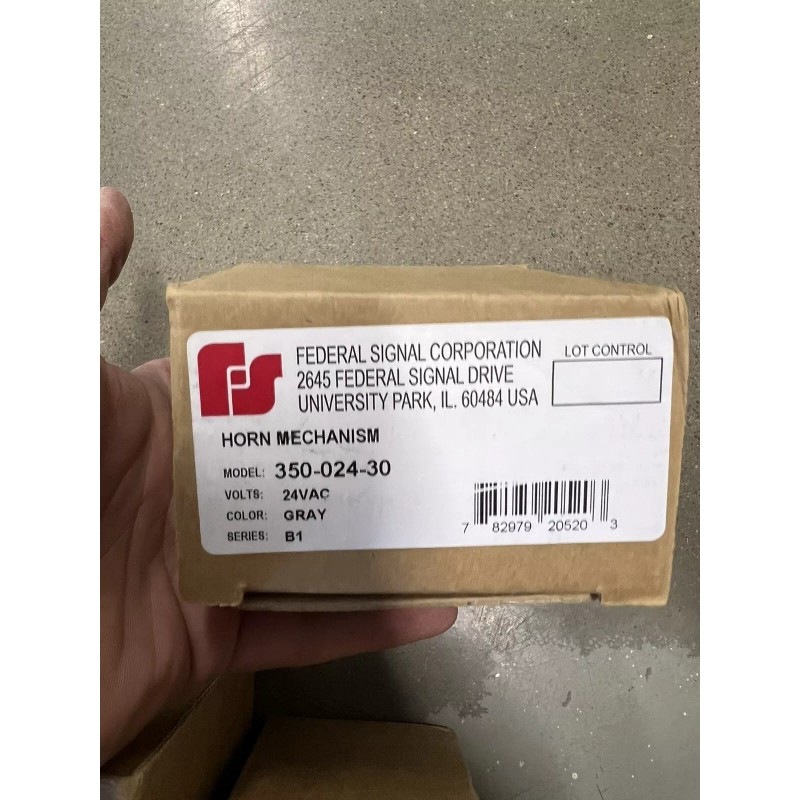 FS
FEDERAL SIGNAL CORPORATION
2645 FEDERAL SIGNAL DRIVE
UNIVERSITY PARK, IL. 60484 USA
LOT CONTROL
HORN MECHANISM
MODEL: 350-024-30
VOLTS: 24VAC
COLOR: GRAY
SERIES: B1
7 82979 20520 3